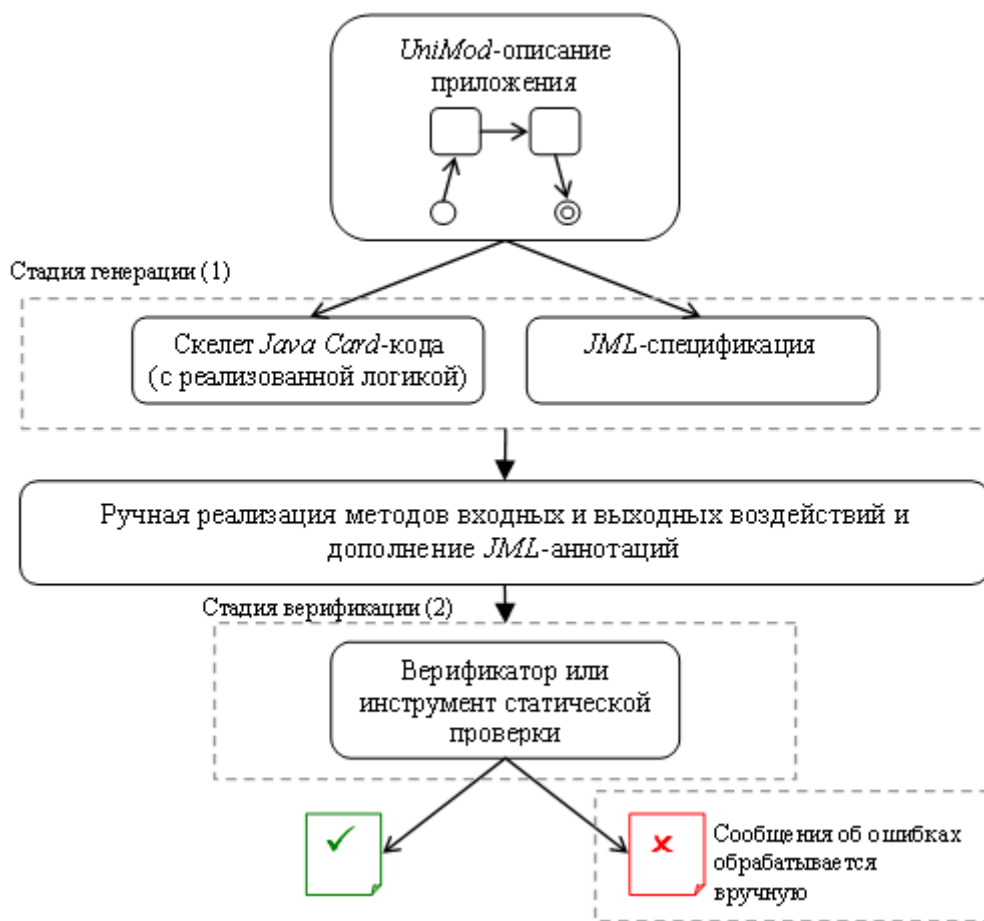 UniMod-описание
приложения
Стадия генерации (1)
Скелет Java Card-кода
(с реализованной логикой)
JML-спецификация
Ручная реализация методов входных и выходных воздействий и
дополнение JML-аннотаций
Стадия верификации (2)
Верификатор или
инструмент статической
проверки
Сообщения об ошибках
обрабатывается
вручную